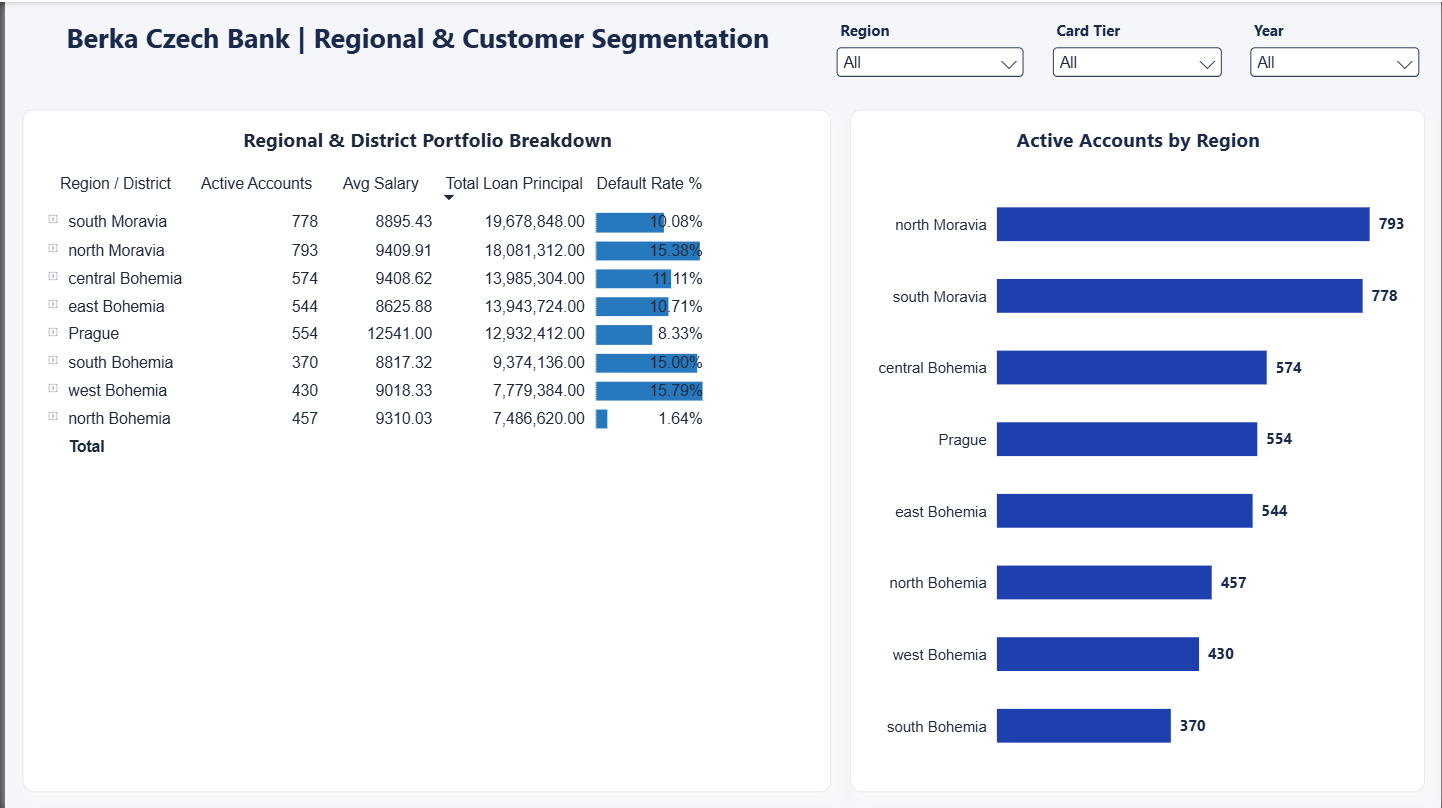 Berka Czech Bank | Regional & Customer Segmentation
Region Card Tier Year
All All All
Regional & District Portfolio Breakdown
Region / District Active Accounts Avg Salary Total Loan Principal Default Rate %
south Moravia 778 8895.43 19,678,848.00 10.08%
north Moravia 793 9409.91 18,081,312.00 15.38%
central Bohemia 574 9408.62 13,985,304.00 11.11%
east Bohemia 544 8625.88 13,943,724.00 10.71%
Prague 554 12541.00 12,932,412.00 8.33%
south Bohemia 370 8817.32 9,374,136.00 15.00%
west Bohemia 430 9018.33 7,779,384.00 15.79%
north Bohemia 457 9310.03 7,486,620.00 1.64%
Total
Active Accounts by Region
north Moravia 793
south Moravia 778
central Bohemia 574
Prague 554
east Bohemia 544
north Bohemia 457
west Bohemia 430
south Bohemia 370